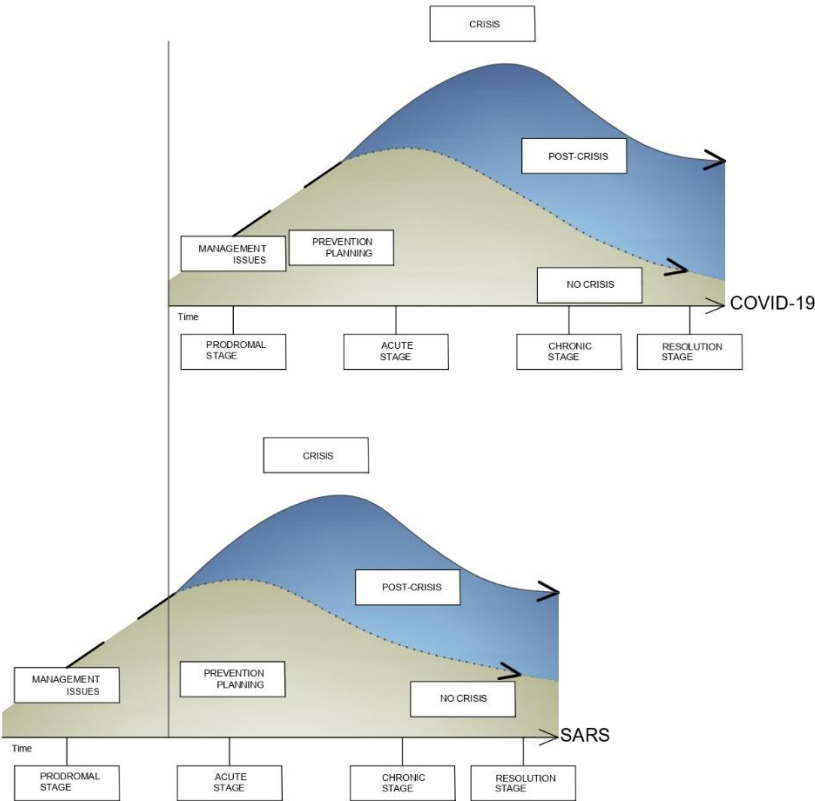 CRISIS
POST-CRISIS
MANAGEMENT
ISSUES
PREVENTION
PLANNING
NO CRISIS
COVID-19
Time
PRODROMAL
STAGE
ACUTE
STAGE
CHRONIC
STAGE
RESOLUTION
STAGE
CRISIS
POST-CRISIS
MANAGEMENT
ISSUES
PREVENTION
PLANNING
NO CRISIS
SARS
Time
PRODROMAL
STAGE
ACUTE
STAGE
CHRONIC
STAGE
RESOLUTION
STAGE